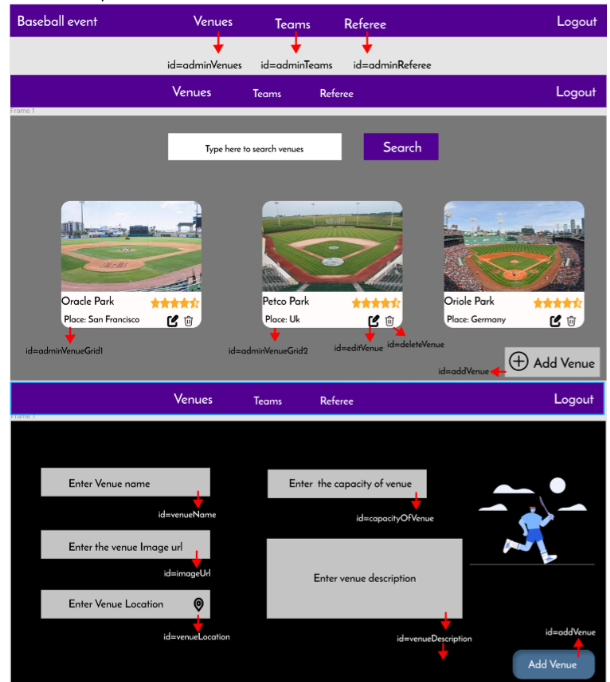 Baseball event Venues Teams Referee Logout
id=adminVenues id=adminTeams id=adminReferee
Venues Teams Referee Logout
Frame 1
Type here to search venues Search
Oracle Park Petco Park Oriole Park
Place: San Francisco Place: Uk Place: Germany
id=adminVenueGrid1 id=adminVenueGrid2 id=editVenue id=deleteVenue
id=addVenue Add Venue
Venues Teams Referee Logout
Frame 1
Enter Venue name Enter the capacity of venue
id=venueName id=capacityOfVenue
Enter the venue Image url
id=imageUrl Enter venue description
Enter Venue Location
id=venueLocation id=venueDescription id=addVenue
Add Venue